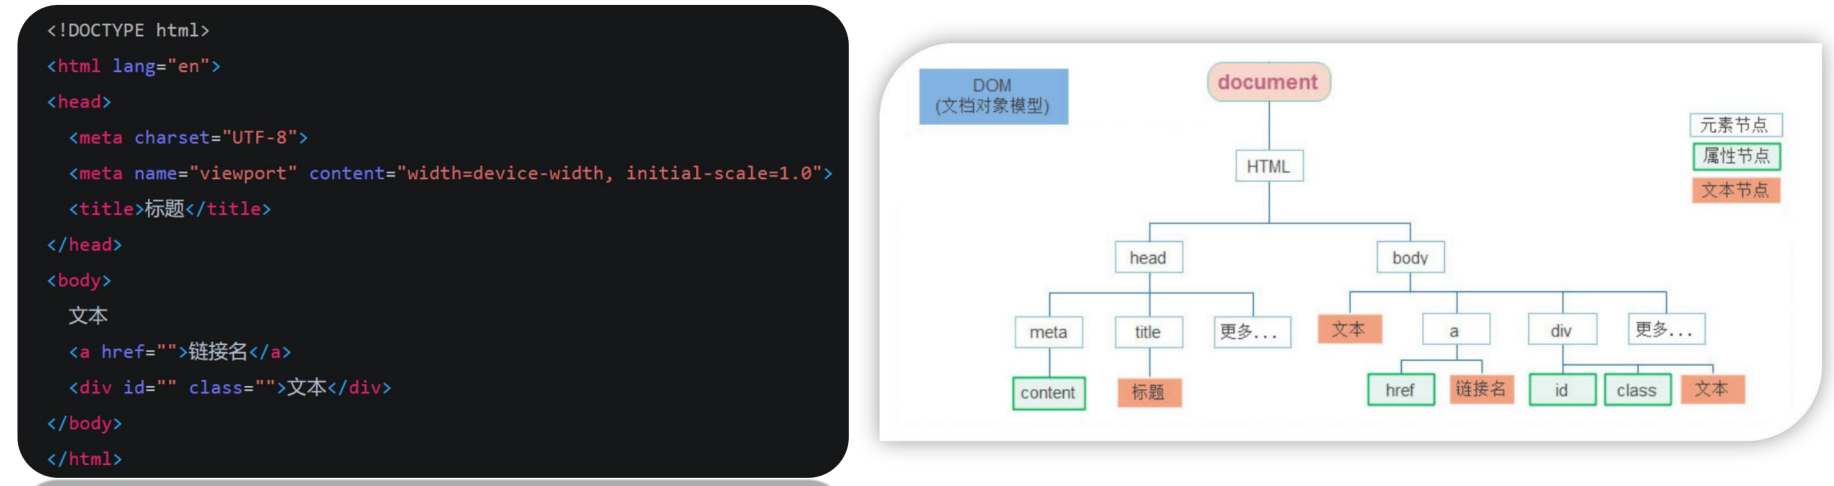 <!DOCTYPE html>
<html lang="en">
<head>
<meta charset="UTF-8">
<meta name="viewport" content="width=device-width, initial-scale=1.0">
<title>标题</title>
</head>
<body>
文本
<a href="">链接名</a>
<div id="" class="">文本</div>
</body>
</html>
DOM
(文档对象模型)
document
元素节点
属性节点
文本节点
HTML
head
body
meta
title
更多...
文本
a
div
更多...
content
标题
href
链接名
id
class
文本